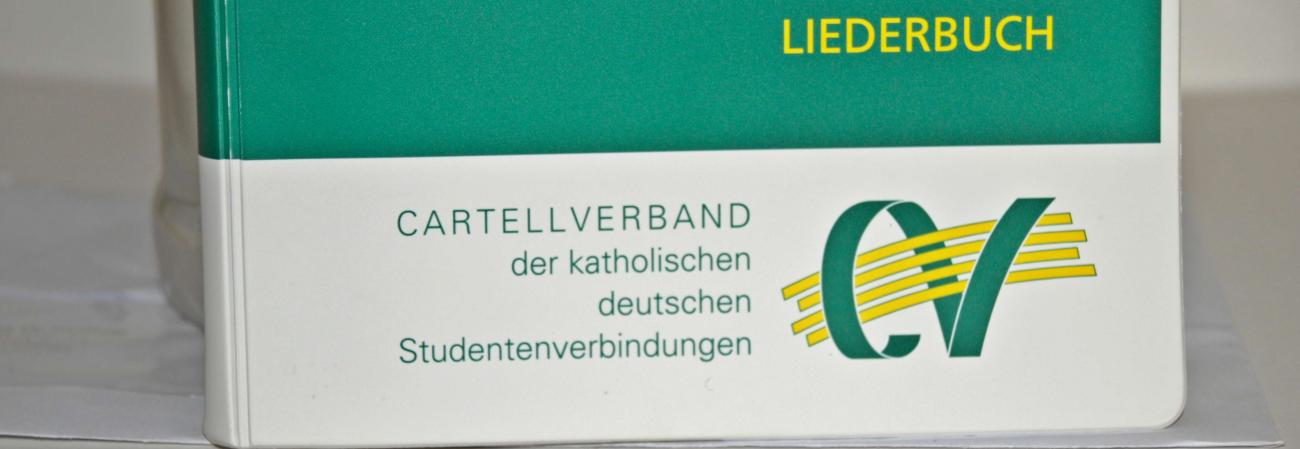 LIEDERBUCH
CARTELLVERBAND
der katholischen
deutschen
Studentenverbindungen
CV